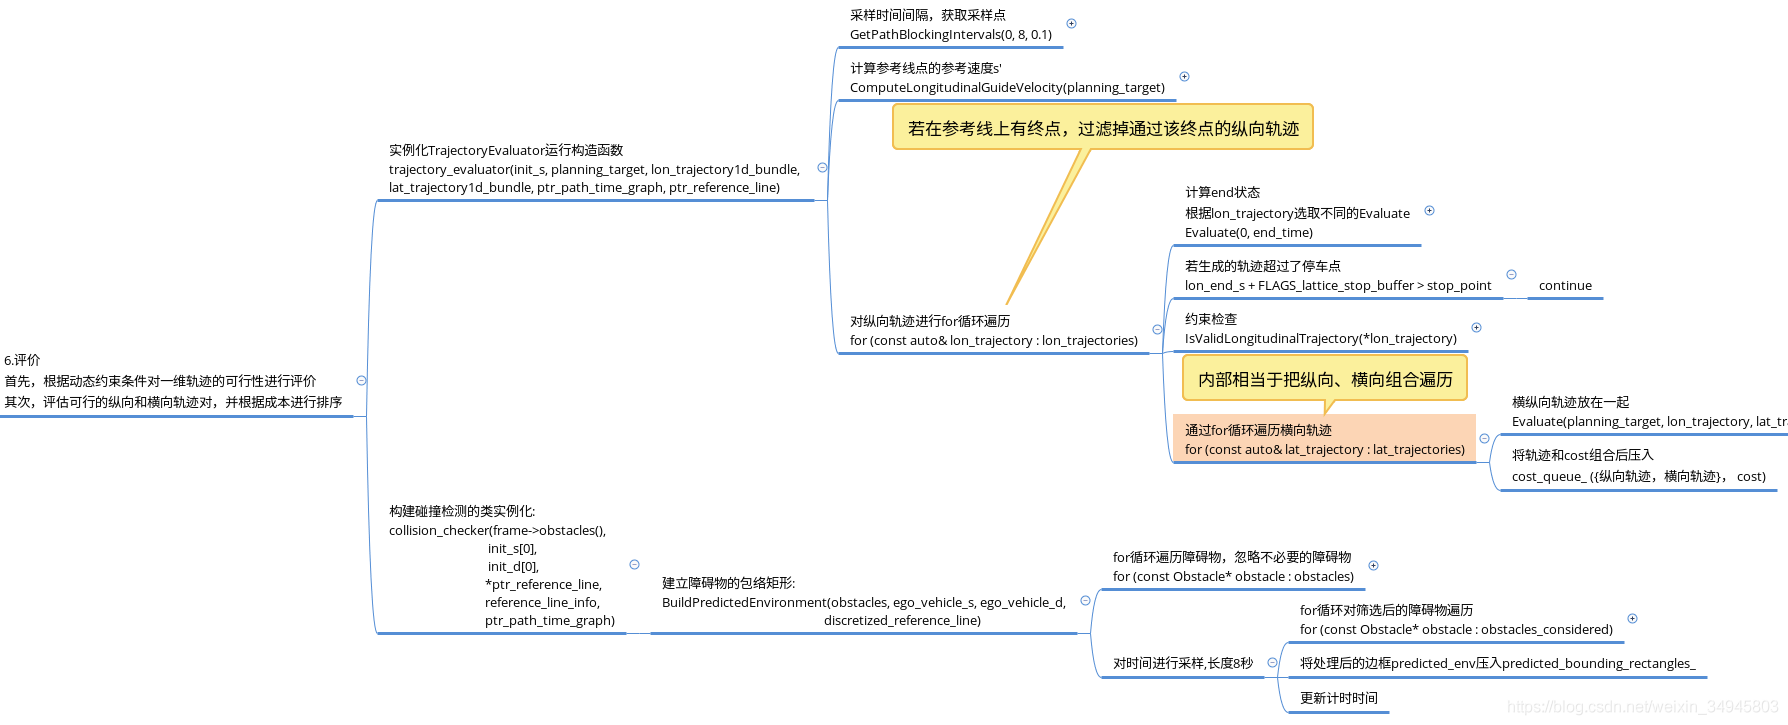 6.评价
首先，根据动态约束条件对一维轨迹的可行性进行评价
其次，评估可行的纵向和横向轨迹对，并根据成本进行排序
实例化TrajectoryEvaluator运行构造函数
trajectory_evaluator(init_s, planning_target, lon_trajectory1d_bundle,
lat_trajectory1d_bundle, ptr_path_time_graph, ptr_reference_line)
采样时间间隔，获取采样点
GetPathBlockingIntervals(0, 8, 0.1)
计算参考线点的参考速度s'
ComputeLongitudinalGuideVelocity(planning_target)
若在参考线上有终点，过滤掉通过该终点的纵向轨迹
对纵向轨迹进行for循环遍历
for (const auto& lon_trajectory : lon_trajectories)
计算end状态
根据lon_trajectory选取不同的Evaluate
Evaluate(0, end_time)
若生成的轨迹超过了停车点
lon_end_s + FLAGS_lattice_stop_buffer > stop_point
continue
约束检查
IsValidLongitudinalTrajectory(*lon_trajectory)
内部相当于把纵向、横向组合遍历
通过for循环遍历横向轨迹
for (const auto& lat_trajectory : lat_trajectories)
横纵向轨迹放在一起
Evaluate(planning_target, lon_trajectory, lat_tra
将轨迹和cost组合后压入
cost_queue_ ({纵向轨迹，横向轨迹}， cost)
构建碰撞检测的类实例化:
collision_checker(frame->obstacles(),
init_s[0],
init_d[0],
*ptr_reference_line,
reference_line_info,
ptr_path_time_graph)
建立障碍物的包络矩形:
BuildPredictedEnvironment(obstacles, ego_vehicle_s, ego_vehicle_d,
discretized_reference_line)
for循环遍历障碍物，忽略不必要的障碍物
for (const Obstacle* obstacle : obstacles)
对时间进行采样,长度8秒
for循环对筛选后的障碍物遍历
for (const Obstacle* obstacle : obstacles_considered)
将处理后的边框predicted_env压入predicted_bounding_rectangles_
更新计时时间
https://blog.csdn.net/weixin_34945803